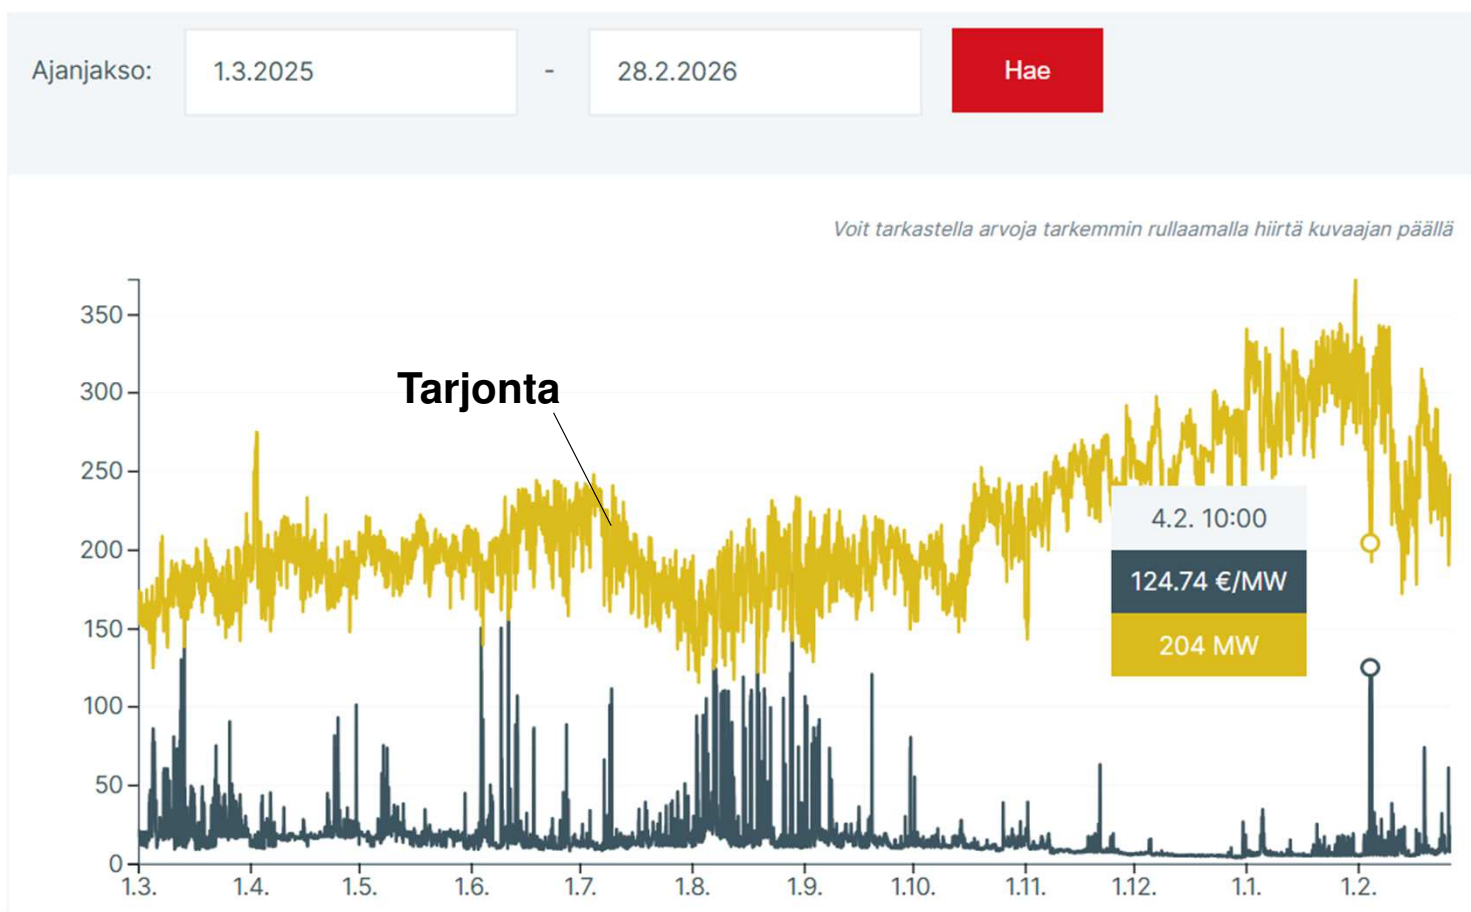 Ajanjakso: 1.3.2025 - 28.2.2026 Hae
Voit tarkastella arvoja tarkemmin rullaamalla hiirtä kuvaajan päällä
350
300
Tarjonta
250
4.2. 10:00
200
124.74 €/MW
150
204 MW
100
50
0
1.3. 1.4. 1.5. 1.6. 1.7. 1.8. 1.9. 1.10. 1.11. 1.12. 1.1. 1.2.